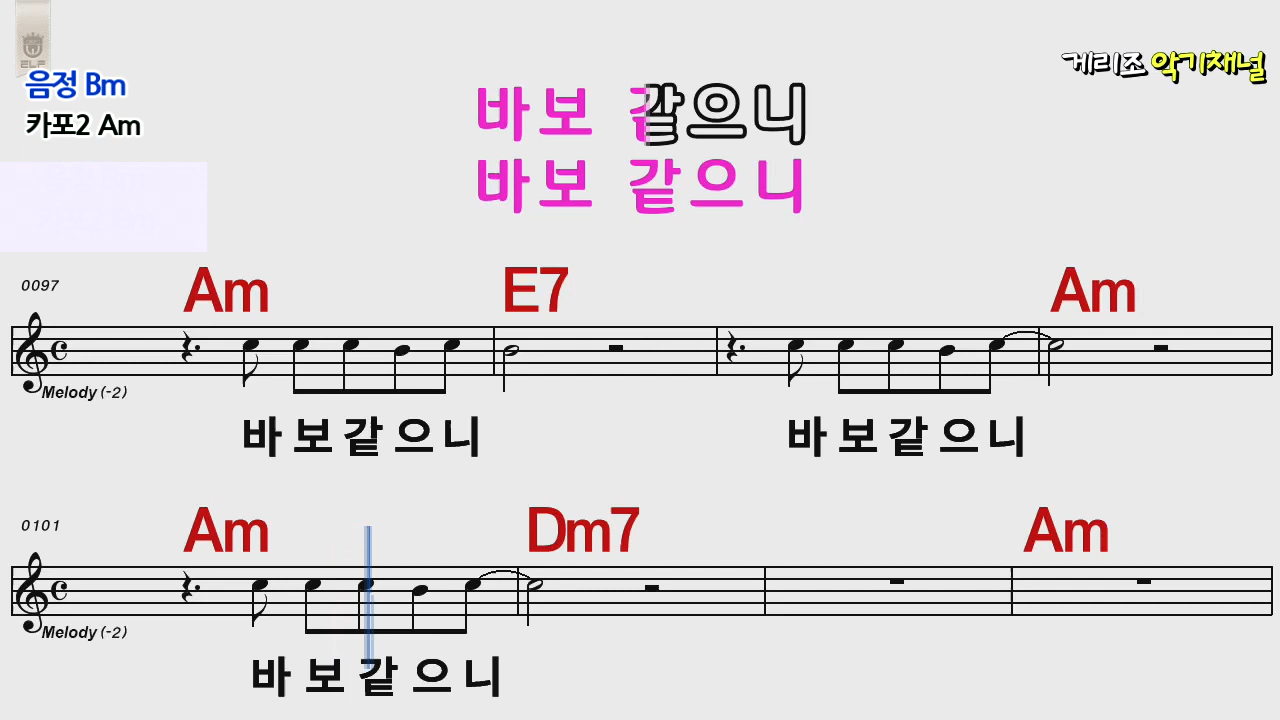 ELF
음정 Bm
카포2 Am
게리조 악기채널
바보 같으니
바보 같으니
0097
Am E7 Am
Melody (-2)
바 보 같 으 니 바 보 같 으 니
0101
Am Dm7 Am
Melody (-2)
바 보 같 으 니